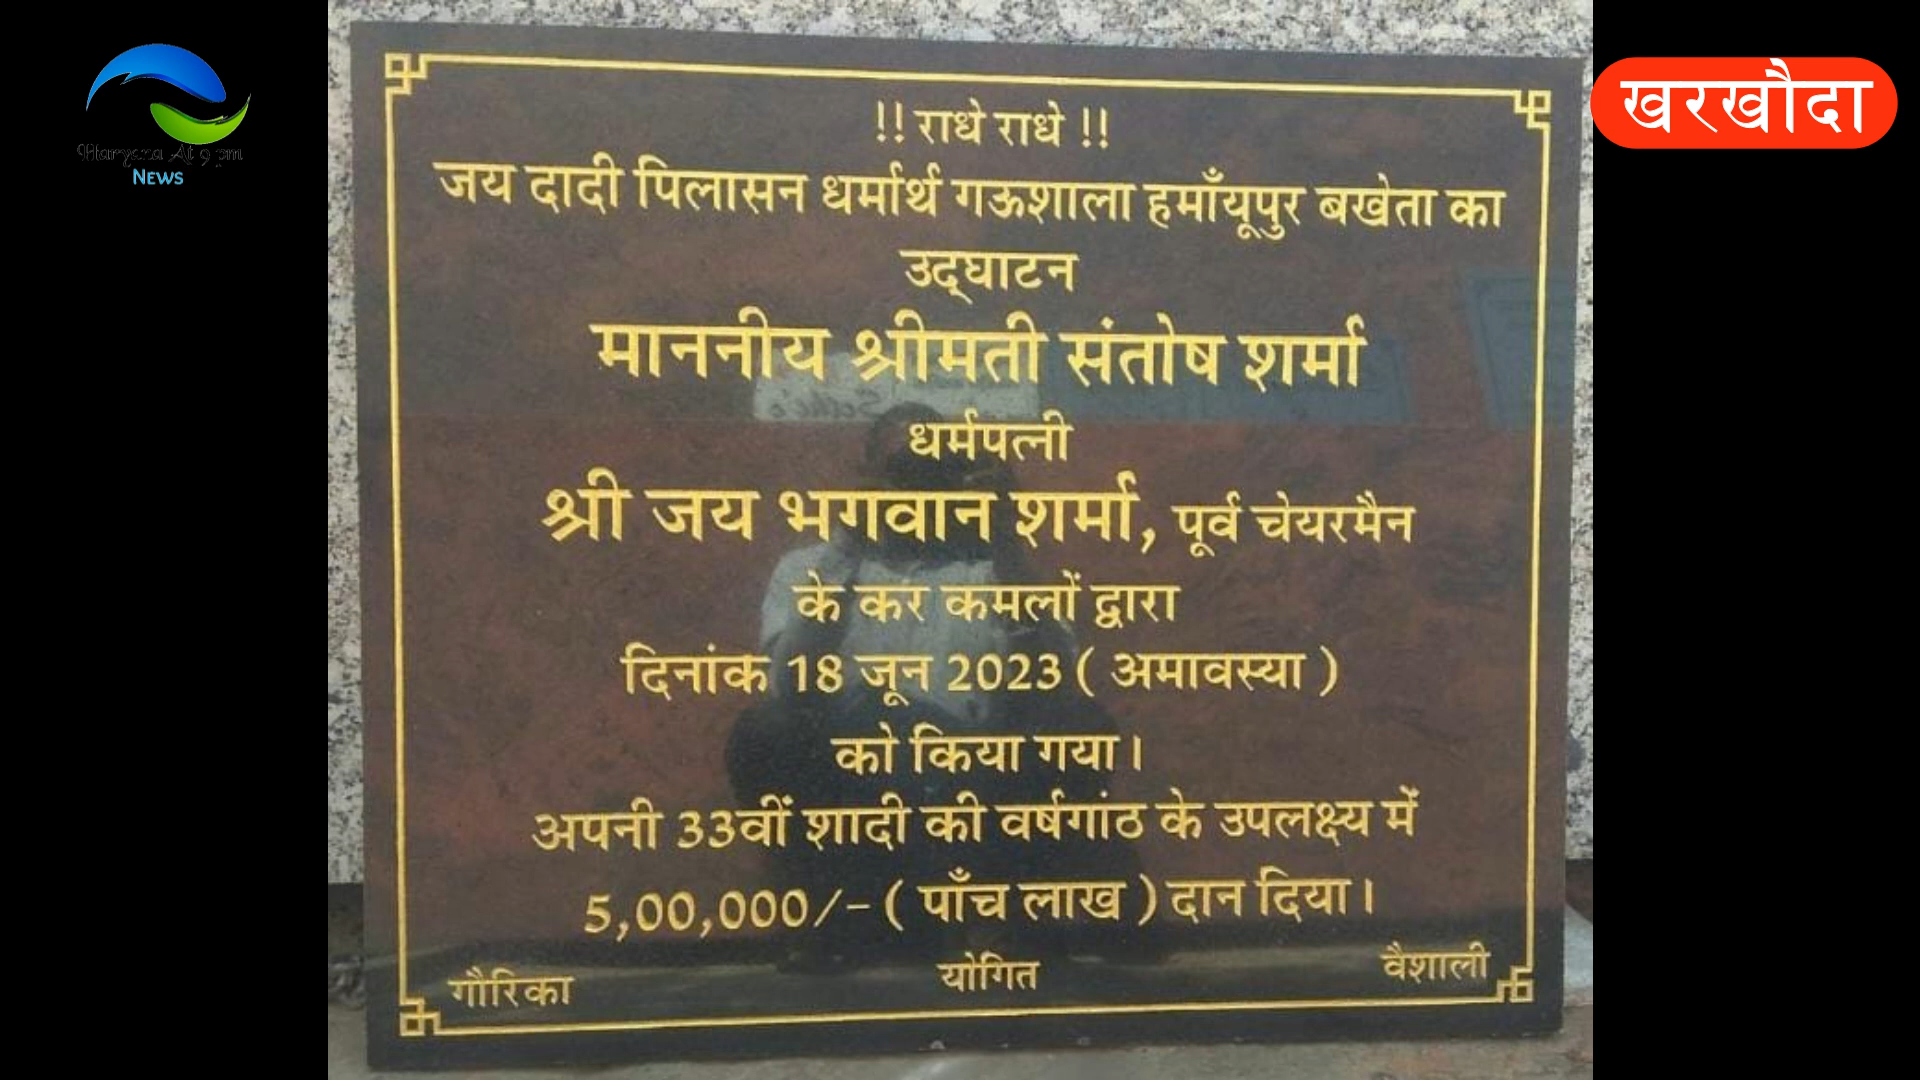 Haryana At 9 pm
News
खरखौदा
!! राधे राधे !!
जय दादी पिलासन धर्मार्थ गऊशाला हमाँयूपुर बखेता का
उद्घाटन
माननीय श्रीमती संतोष शर्मा
धर्मपत्नी
श्री जय भगवान शर्मा, पूर्व चेयरमैन
के कर कमलों द्वारा
दिनांक 18 जून 2023 ( अमावस्या )
को किया गया।
अपनी 33वीं शादी की वर्षगांठ के उपलक्ष्य में
5,00,000/- ( पाँच लाख ) दान दिया।
गौरिका योगित वैशाली